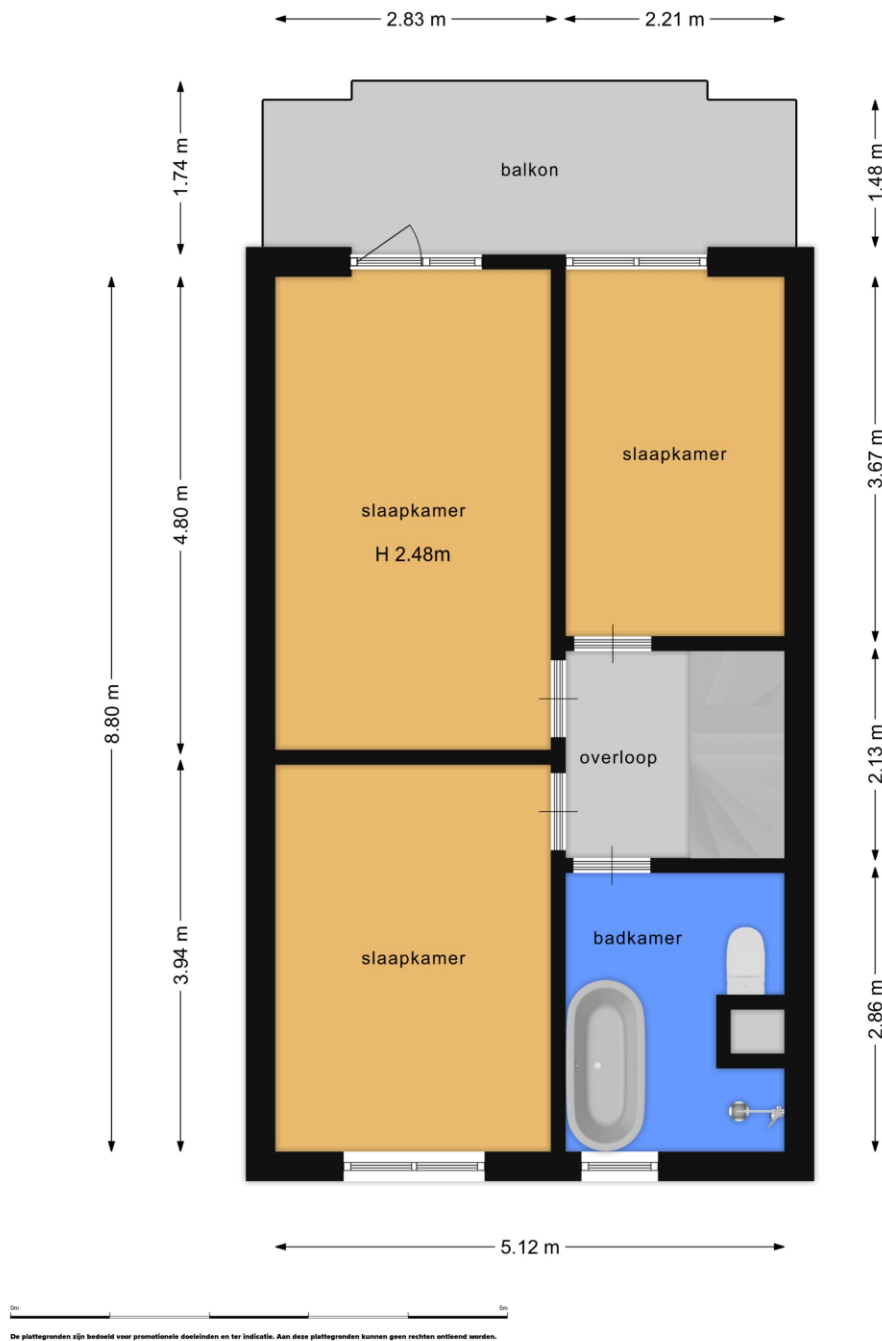 2.83 m
2.21 m
1.74 m
1.48 m
balkon
slaapkamer
3.67 m
slaapkamer
H 2.48m
4.80 m
8.80 m
overloop
2.13 m
badkamer
slaapkamer
3.94 m
2.86 m
5.12 m
0m
5m
De plattegronden zijn bedoeld voor promotionele doeleinden en ter indicatie. Aan deze plattegronden kunnen geen rechten ontleend worden.